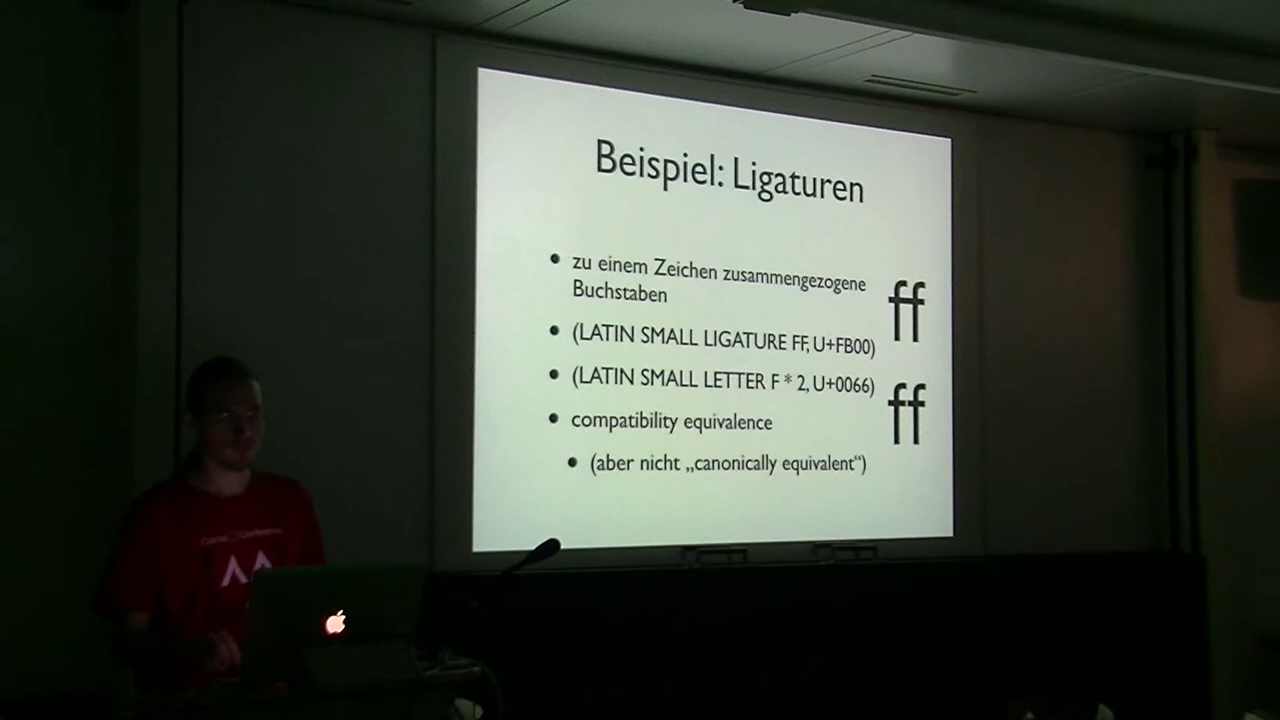 Beispiel: Ligaturen
• zu einem Zeichen zusammengezogene
Buchstaben
ff
• (LATIN SMALL LIGATURE FF, U+FB00)
• (LATIN SMALL LETTER F * 2, U+0066)
ff
• compatibility equivalence
• (aber nicht „canonically equivalent“)